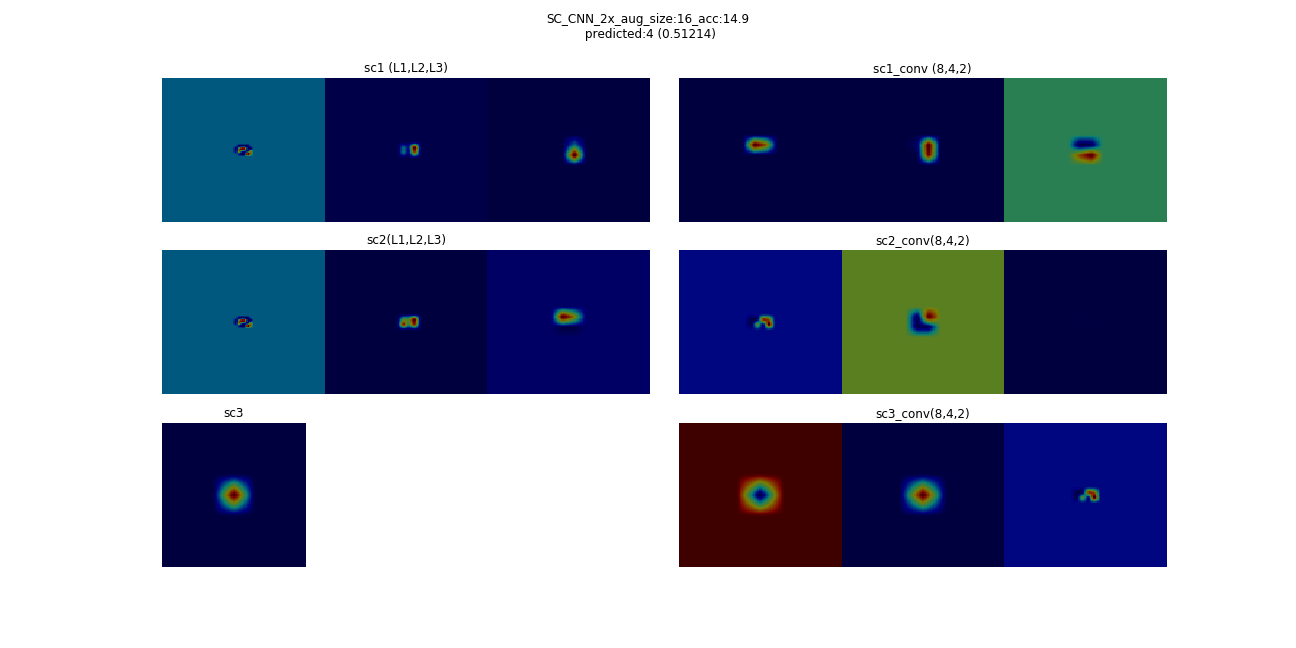 SC_CNN_2x_aug_size:16_acc:14.9
predicted:4 (0.51214)
sc1 (L1,L2,L3)
sc1_conv (8,4,2)
sc2(L1,L2,L3)
sc2_conv(8,4,2)
sc3
sc3_conv(8,4,2)